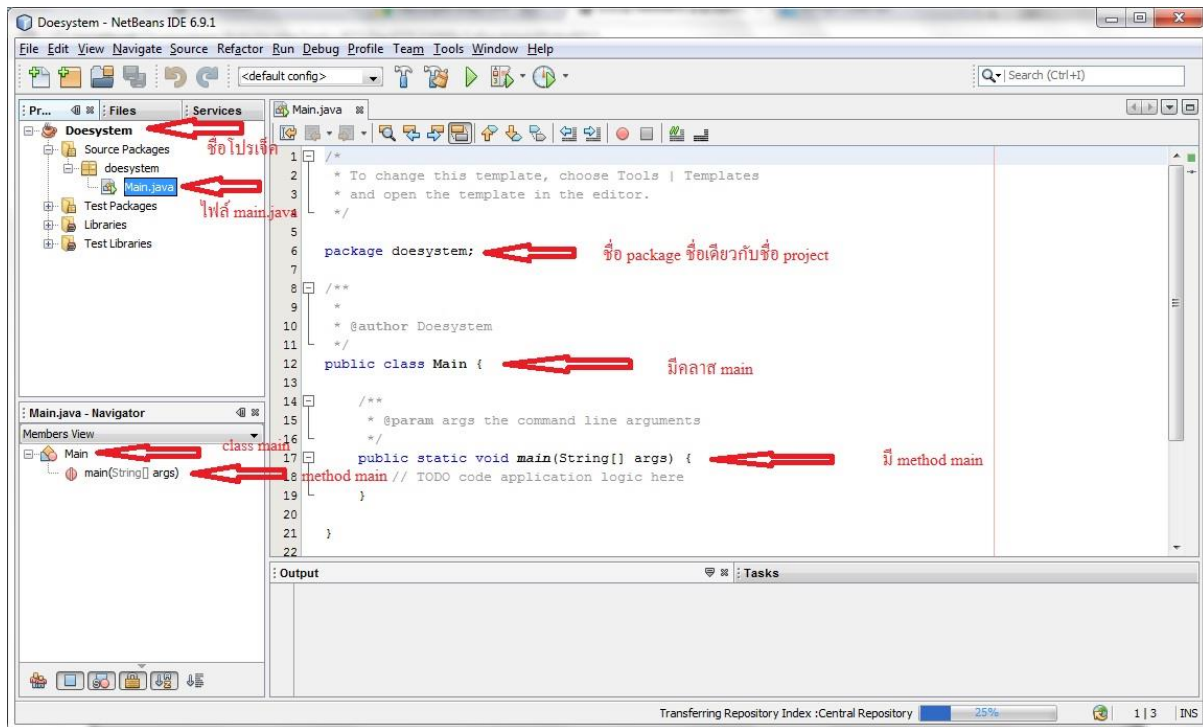 Doesystem - NetBeans IDE 6.9.1
File Edit View Navigate Source Refactor Run Debug Profile Team Tools Window Help
<default config>
Search (Ctrl+I)
Pr... Files Services
Main.java
Doesystem
ชื่อโปรเจ็ค
Source Packages
doesystem
Main.java
ไฟล์ main.java
Test Packages
Libraries
Test Libraries
1 /*
2 * To change this template, choose Tools | Templates
3 * and open the template in the editor.
4 */
5
6 package doesystem;
ชื่อ package ชื่อเดียวกับชื่อ project
7
8 /**
9 *
10 * @author Doesystem
11 */
12 public class Main {
มีคลาส main
13
14 /**
15 * @param args the command line arguments
16 */
17 public static void main(String[] args) {
มี method main
18 // TODO code application logic here
19 }
20
21 }
22
Main.java - Navigator
Members View
Main
class main
main(String[] args)
method main
Output
Tasks
Transferring Repository Index :Central Repository 25% 1|3 INS